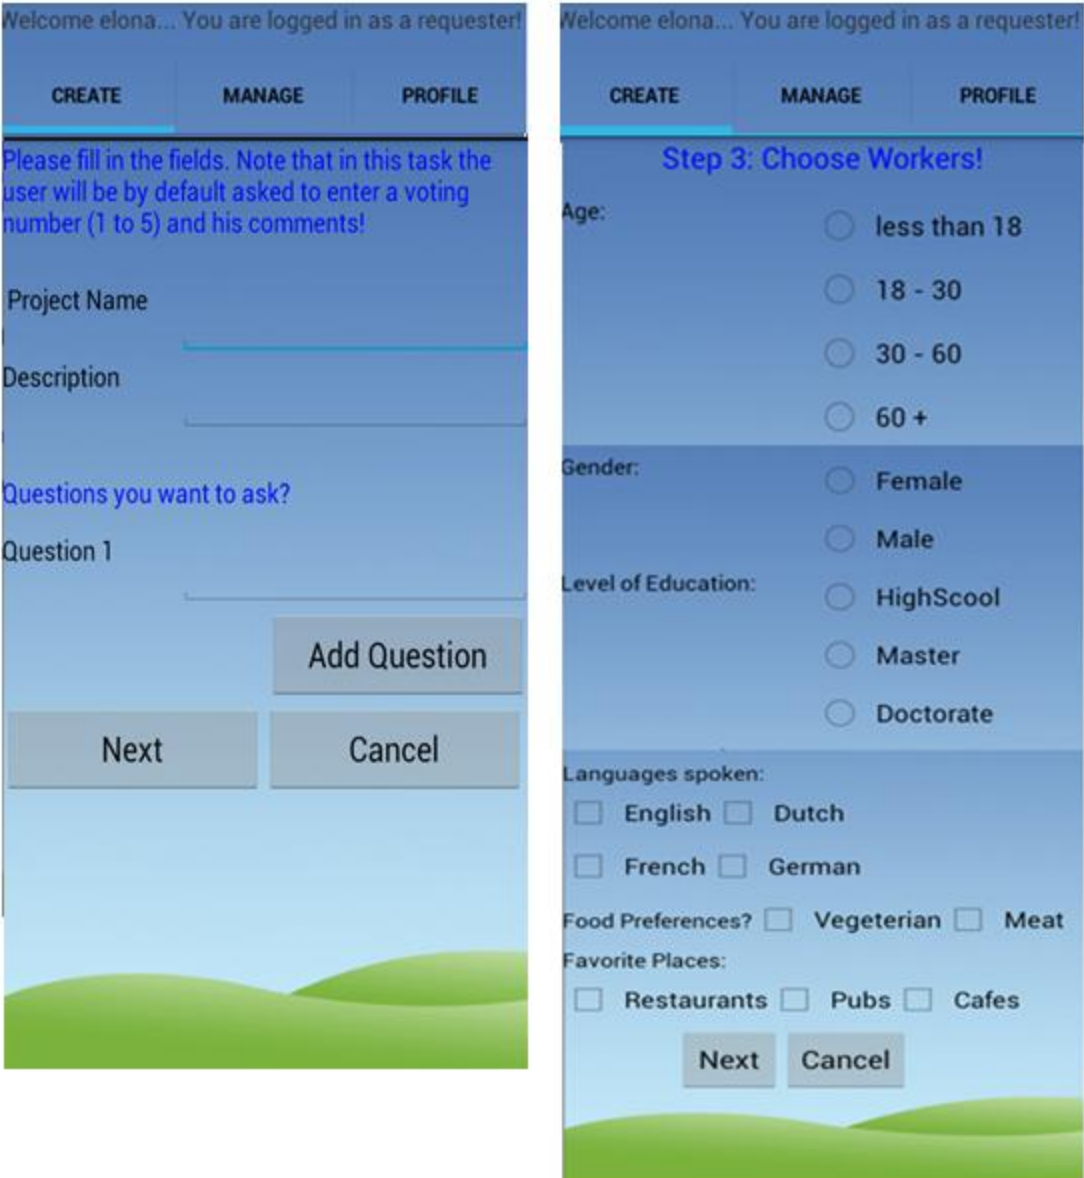 Welcome elona... You are logged in as a requester!
CREATE MANAGE PROFILE
Please fill in the fields. Note that in this task the
user will be by default asked to enter a voting
number (1 to 5) and his comments!
Project Name
Description
Questions you want to ask?
Question 1
Add Question
Next Cancel
Welcome elona... You are logged in as a requester!
CREATE MANAGE PROFILE
Step 3: Choose Workers!
Age:
less than 18
18 - 30
30 - 60
60 +
Gender:
Female
Male
Level of Education:
HighScool
Master
Doctorate
Languages spoken:
English Dutch
French German
Food Preferences? Vegeterian Meat
Favorite Places:
Restaurants Pubs Cafes
Next Cancel